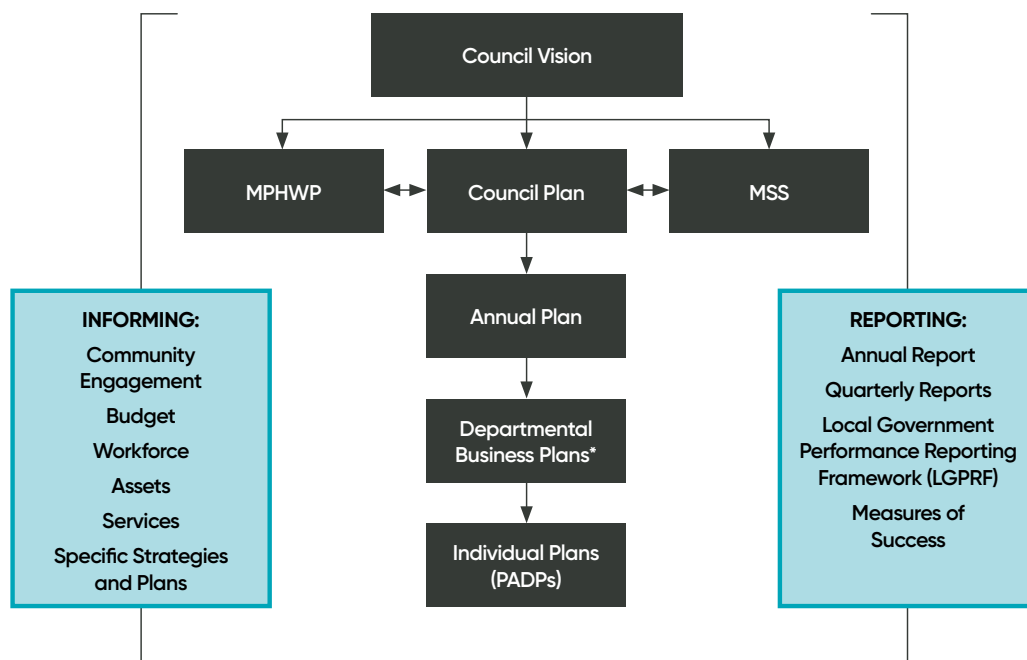 Council Vision
MPHWP
Council Plan
MSS
Annual Plan
Departmental
Business Plans*
Individual Plans
(PADPs)
INFORMING:
Community
Engagement
Budget
Workforce
Assets
Services
Specific Strategies
and Plans
REPORTING:
Annual Report
Quarterly Reports
Local Government
Performance Reporting
Framework (LGPRF)
Measures of
Success